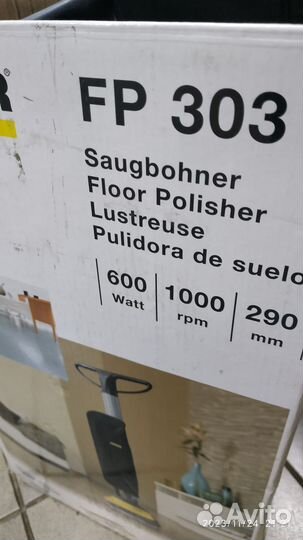 R®
FP 303
Saugbohner
Floor Polisher
Lustreuse
Pulidora de suelo
600 1000 290
Watt rpm mm
Avito